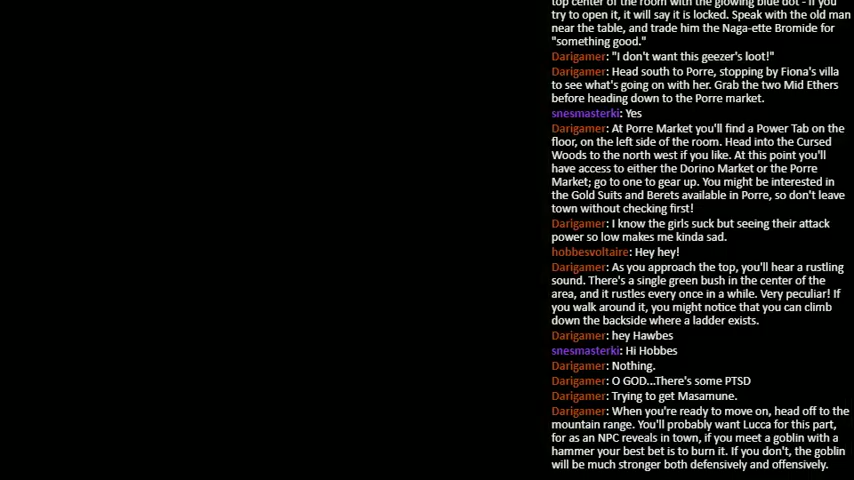 top center of the room with the glowing blue dot - if you
try to open it, it will say it is locked. Speak with the old man
near the table, and trade him the Naga-ette Bromide for
"something good."
Darigamer: "I don't want this geezer's loot!"
Darigamer: Head south to Porre, stopping by Fiona's villa
to see what's going on with her. Grab the two Mid Ethers
before heading down to the Porre market.
snesmasterki: Yes
Darigamer: At Porre Market you'll find a Power Tab on the
floor, on the left side of the room. Head into the Cursed
Woods to the north west if you like. At this point you'll
have access to either the Dorino Market or the Porre
Market; go to one to gear up. You might be interested in
the Gold Suits and Berets available in Porre, so don't leave
town without checking first!
Darigamer: I know the girls suck but seeing their attack
power so low makes me kinda sad.
hobbesvoltaire: Hey hey!
Darigamer: As you approach the top, you'll hear a rustling
sound. There's a single green bush in the center of the
area, and it rustles every once in a while. Very peculiar! If
you walk around it, you might notice that you can climb
down the backside where a ladder exists.
Darigamer: hey Hawbes
snesmasterki: Hi Hobbes
Darigamer: Nothing.
Darigamer: O GOD...There's some PTSD
Darigamer: Trying to get Masamune.
Darigamer: When you're ready to move on, head off to the
mountain range. You'll probably want Lucca for this part,
for as an NPC reveals in town, if you meet a goblin with a
hammer your best bet is to burn it. If you don't, the goblin
will be much stronger both defensively and offensively.